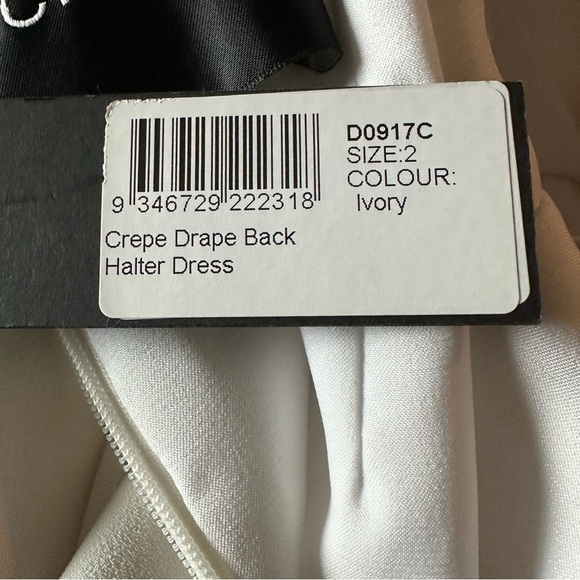 D0917C
SIZE:2
COLOUR:
Ivory
9 346729 222318
Crepe Drape Back
Halter Dress